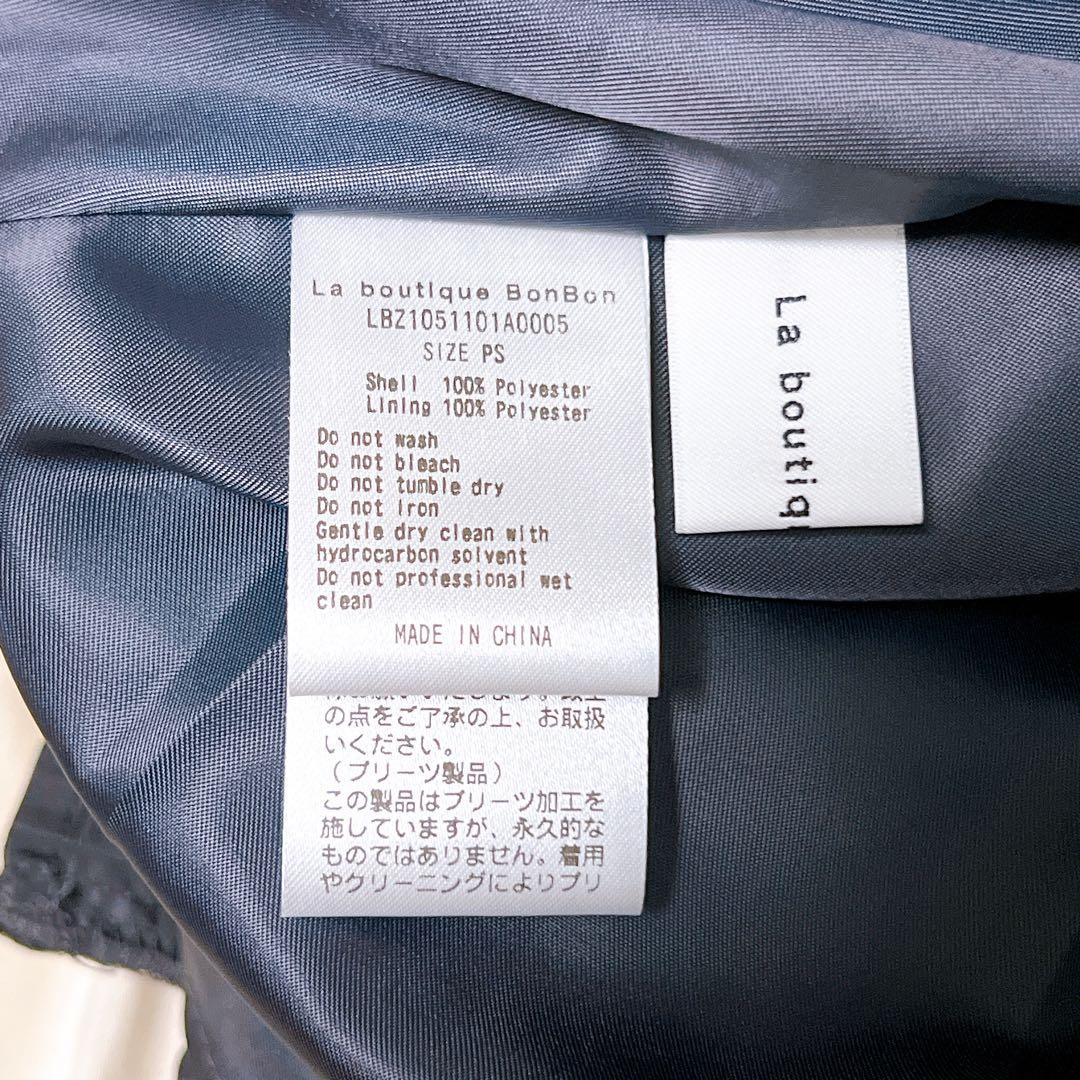 La boutique BonBon
LBZ1051101A0005
SIZE PS
Shell 100% Polyester
Lining 100% Polyester
Do not wash
Do not bleach
Do not tumble dry
Do not iron
Gentle dry clean with
hydrocarbon solvent
Do not professional wet
clean
MADE IN CHINA
の点をご了承の上、お取扱
いください。
(プリーツ製品)
この製品はプリーツ加工を
施していますが、永久的な
ものではありません。着用
やクリーニングによりプリ
La boutiq